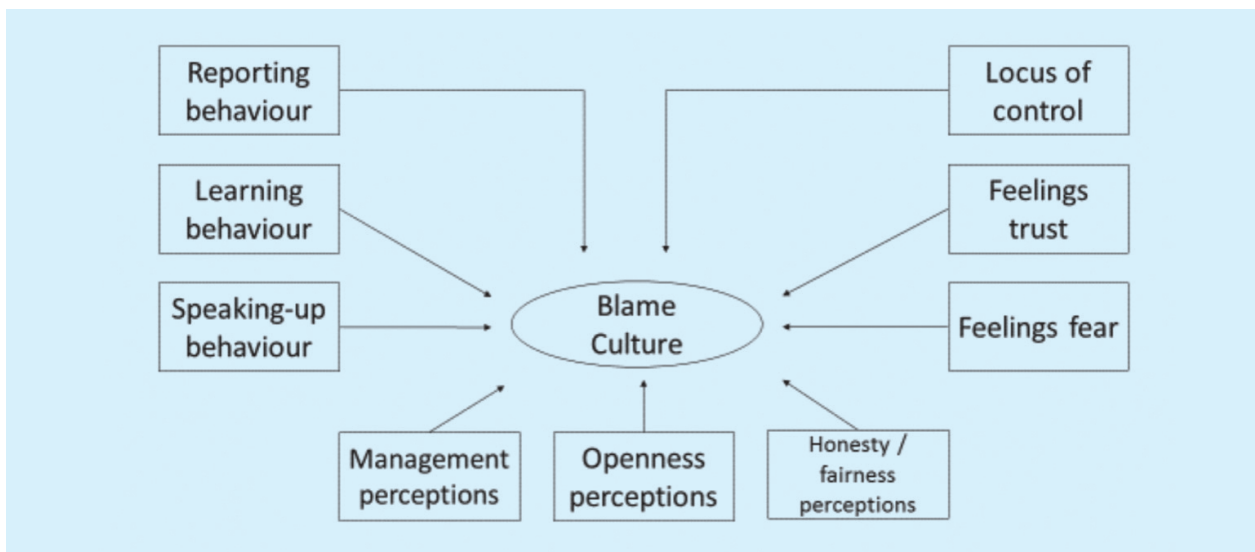 Reporting
behaviour
Locus of
control
Learning
behaviour
Feelings
trust
Speaking-up
behaviour
Blame
Culture
Feelings fear
Management
perceptions
Openness
perceptions
Honesty /
fairness
perceptions